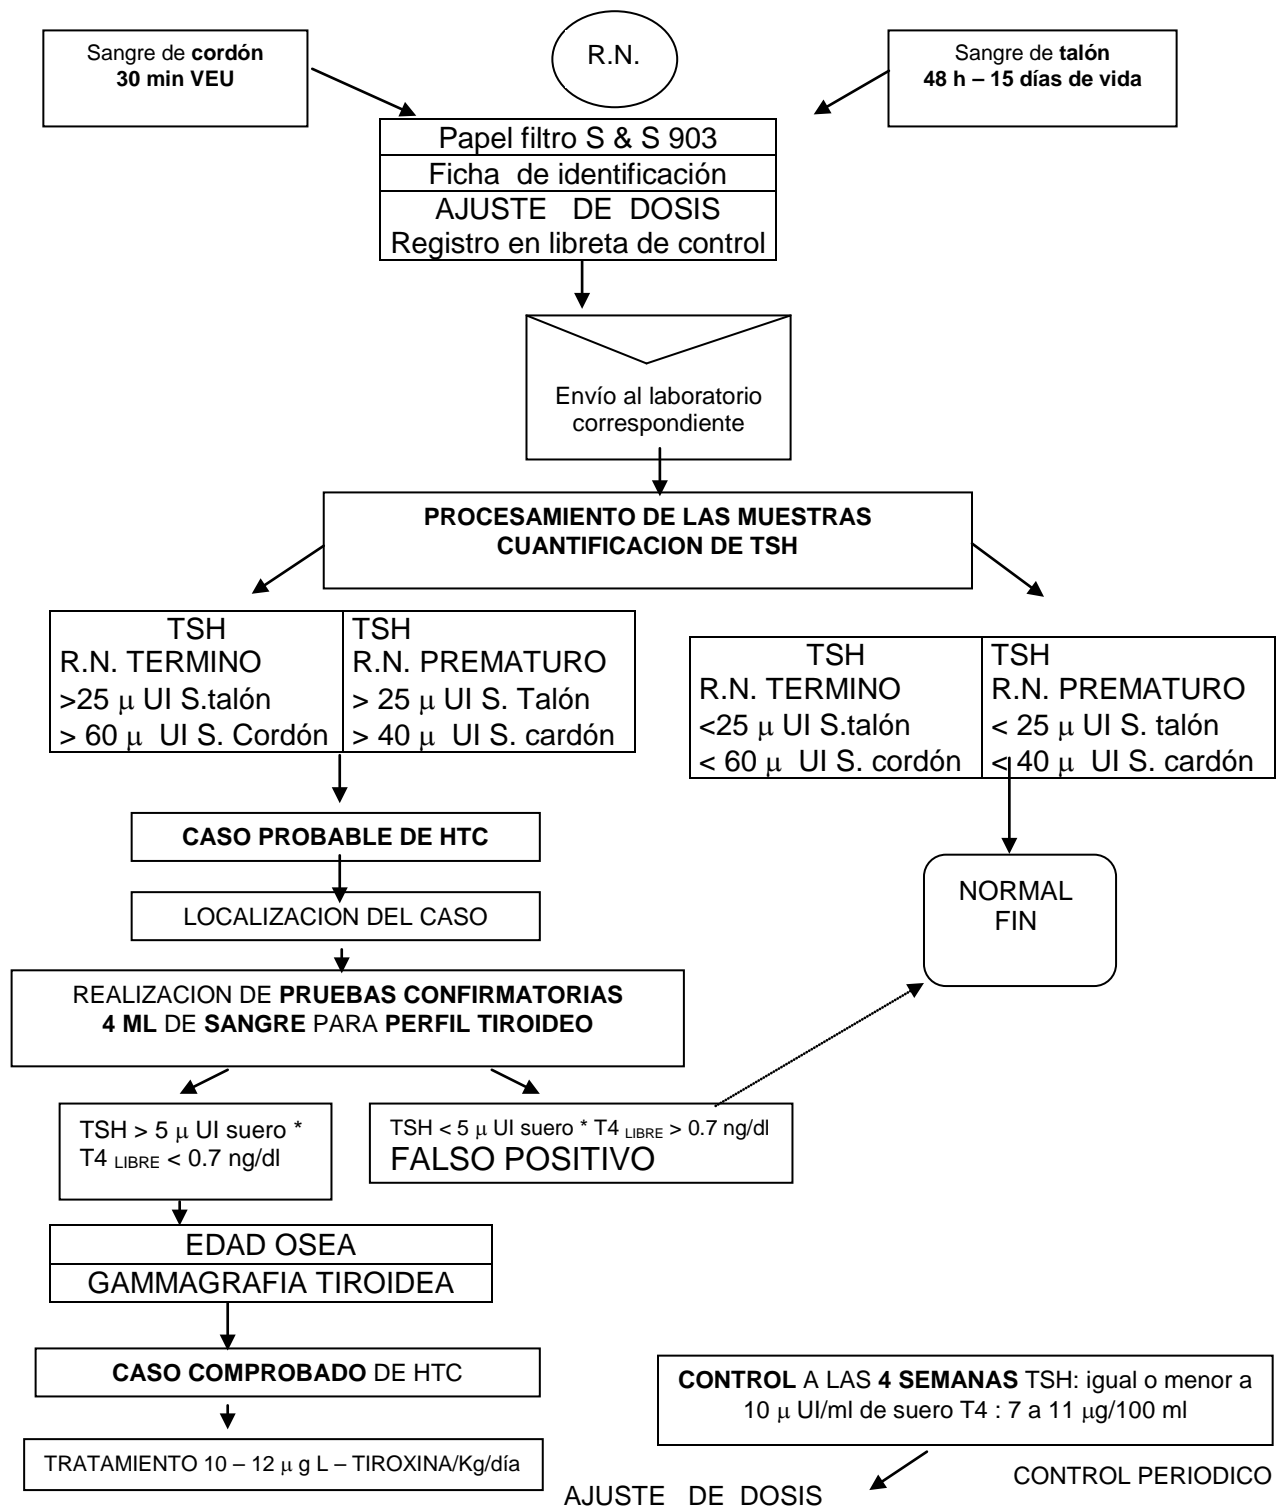 Sangre de cordón
30 min VEU
R.N.
Sangre de talón
48 h – 15 días de vida
Papel filtro S & S 903
Ficha de identificación
AJUSTE DE DOSIS
Registro en libreta de control
Envío al laboratorio
correspondiente
PROCESAMIENTO DE LAS MUESTRAS
CUANTIFICACION DE TSH
TSH
R.N. TERMINO
>25 μ UI S.talón
> 60 μ UI S. Cordón
TSH
R.N. PREMATURO
> 25 μ UI S. Talón
> 40 μ UI S. cardón
TSH
R.N. TERMINO
<25 μ UI S.talón
< 60 μ UI S. cordón
TSH
R.N. PREMATURO
< 25 μ UI S. talón
< 40 μ UI S. cardón
CASO PROBABLE DE HTC
LOCALIZACION DEL CASO
NORMAL
FIN
REALIZACION DE PRUEBAS CONFIRMATORIAS
4 ML DE SANGRE PARA PERFIL TIROIDEO
TSH > 5 μ UI suero *
T4 LIBRE < 0.7 ng/dl
TSH < 5 μ UI suero * T4 LIBRE > 0.7 ng/dl
FALSO POSITIVO
EDAD OSEA
GAMMAGRAFIA TIROIDEA
CASO COMPROBADO DE HTC
TRATAMIENTO 10 – 12 μ g L – TIROXINA/Kg/día
CONTROL A LAS 4 SEMANAS TSH: igual o menor a
10 μ UI/ml de suero T4 : 7 a 11 μg/100 ml
CONTROL PERIODICO
AJUSTE DE DOSIS